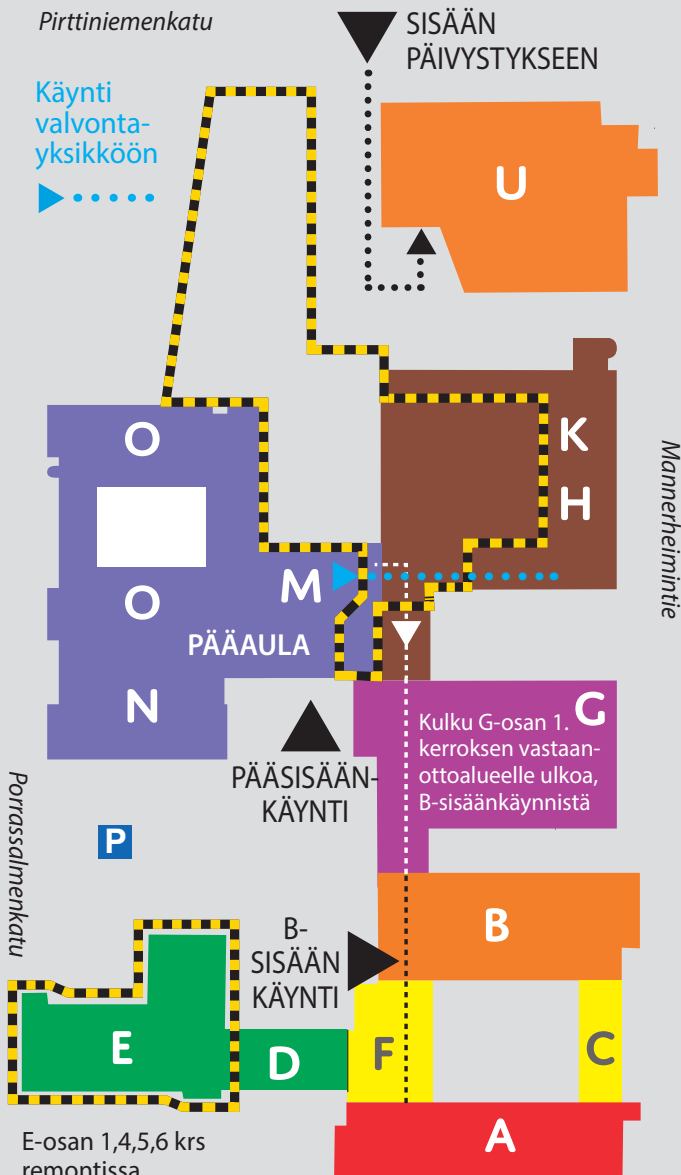 Pirttiniemenkatu
SISÄÄN
PÄIVYSTYKSEEN
Käynti
valvonta-
yksikköön
U
O
K
H
Mannerheimintie
M
O
PÄÄAULA
N
G
Kulku G-osan 1.
kerroksen vastaan-
ottoalueelle ulkoa,
B-sisäänkäynnistä
PÄÄSISÄÄN-
KÄYNTI
Porrassalmenkatu
P
B-
SISÄÄN
KÄYNTI
B
E
D
F
C
A
E-osan 1,4,5,6 krs
remontissa